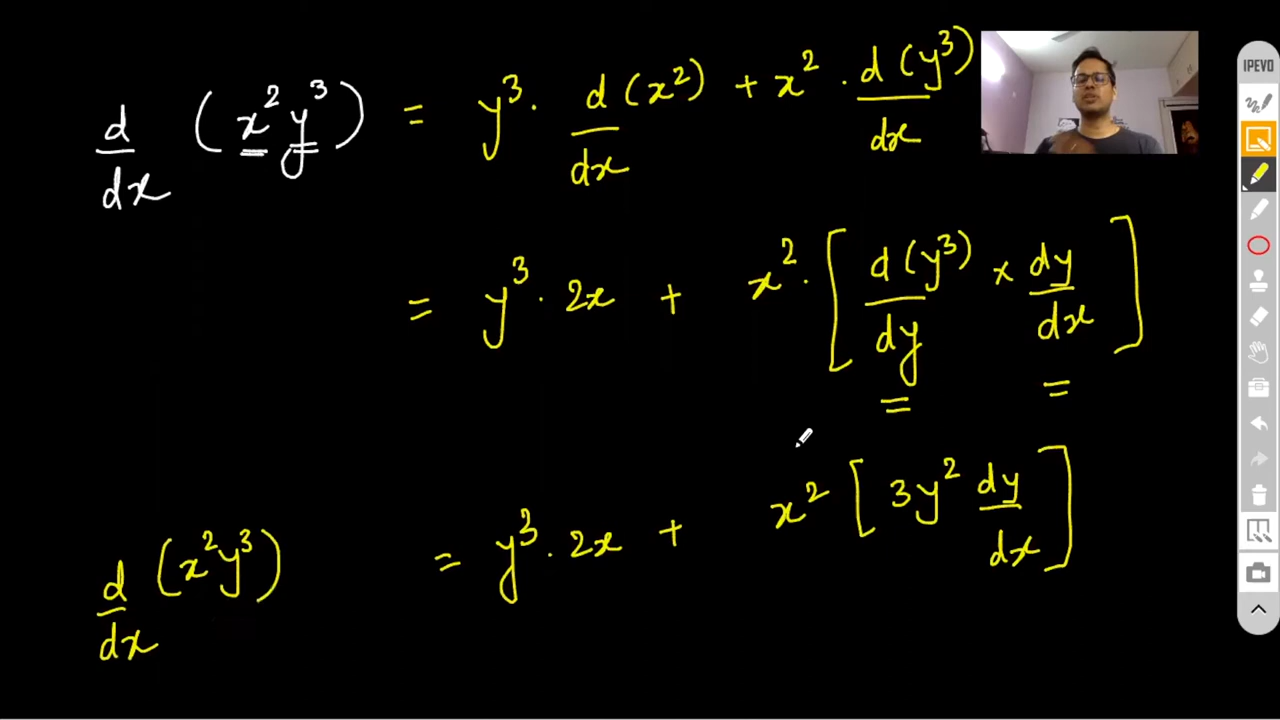 d/dx (x²y³) = y³ · d(x²)/dx + x² · d(y³)/dx
IPEVO
= y³ · 2x + x² · [ d(y³)/dy × dy/dx ]
d/dx (x²y³) = y³ · 2x + x² [ 3y² dy/dx ]